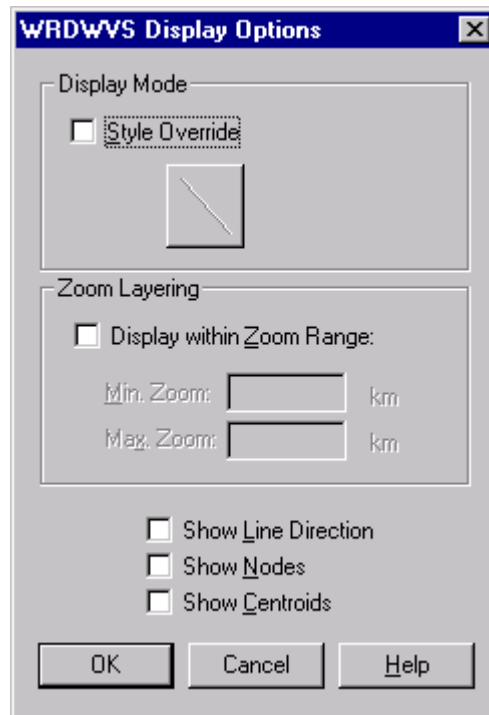 WRDWVS Display Options
Display Mode
Style Override
Zoom Layering
Display within Zoom Range:
Min. Zoom: km
Max. Zoom: km
Show Line Direction
Show Nodes
Show Centroids
OK Cancel Help